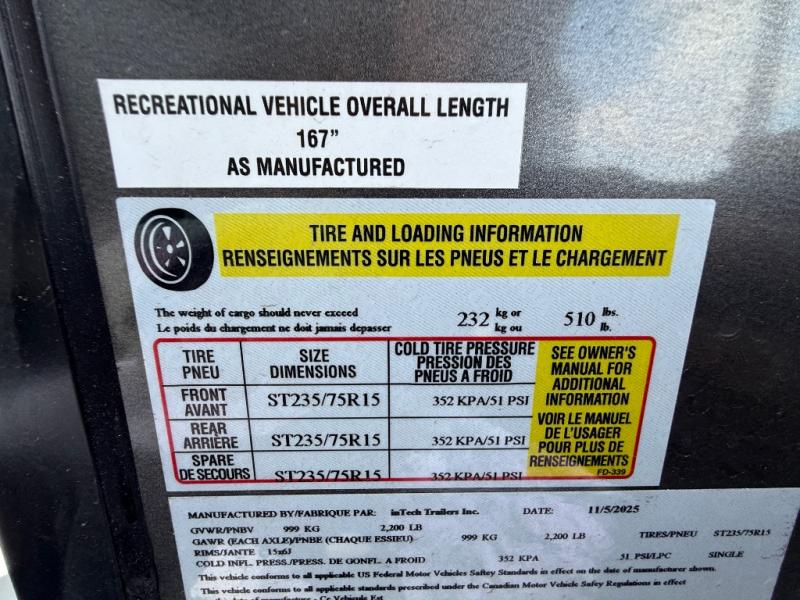 RECREATIONAL VEHICLE OVERALL LENGTH
167"
AS MANUFACTURED
TIRE AND LOADING INFORMATION
RENSEIGNEMENTS SUR LES PNEUS ET LE CHARGEMENT
The weight of cargo should never exceed 232 kg or 510 lbs.
Le poids du chargement ne doit jamais depasser kg ou lb.
TIRE SIZE COLD TIRE PRESSURE
PNEU DIMENSIONS PRESSION DES
PNEUS A FROID
FRONT
AVANT ST235/75R15 352 KPA/51 PSI
REAR
ARRIÈRE ST235/75R15 352 KPA/51 PSI
SPARE
DE SECOURS ST235/75R15 352 KPA/51 PSI
SEE OWNER'S
MANUAL FOR
ADDITIONAL
INFORMATION
VOIR LE MANUEL
DE L'USAGER
POUR PLUS DE
RENSEIGNEMENTS
FD-339
MANUFACTURED BY/FABRIQUE PAR: inTech Trailers Inc. DATE: 11/5/2025
GVWR/PNBV 999 KG 2,200 LB
GAWR (EACH AXLE)/PNBE (CHAQUE ESSIEU) 999 KG 2,200 LB TIRES/PNEU ST235/75R15
RIMS/JANTE 15x6J
COLD INFL. PRESS./PRESS. DE GONFL. A FROID 352 KPA 51 PSI/LPC SINGLE
This vehicle conforms to all applicable US Federal Motor Vehicles Safety Standards in effect on the date of manufacturer shown.
This vehicle conforms to all applicable standards prescribed under the Canadian Motor Vehicle Safey Regulations in effect
date of manufacture - Ce Vehicule Est